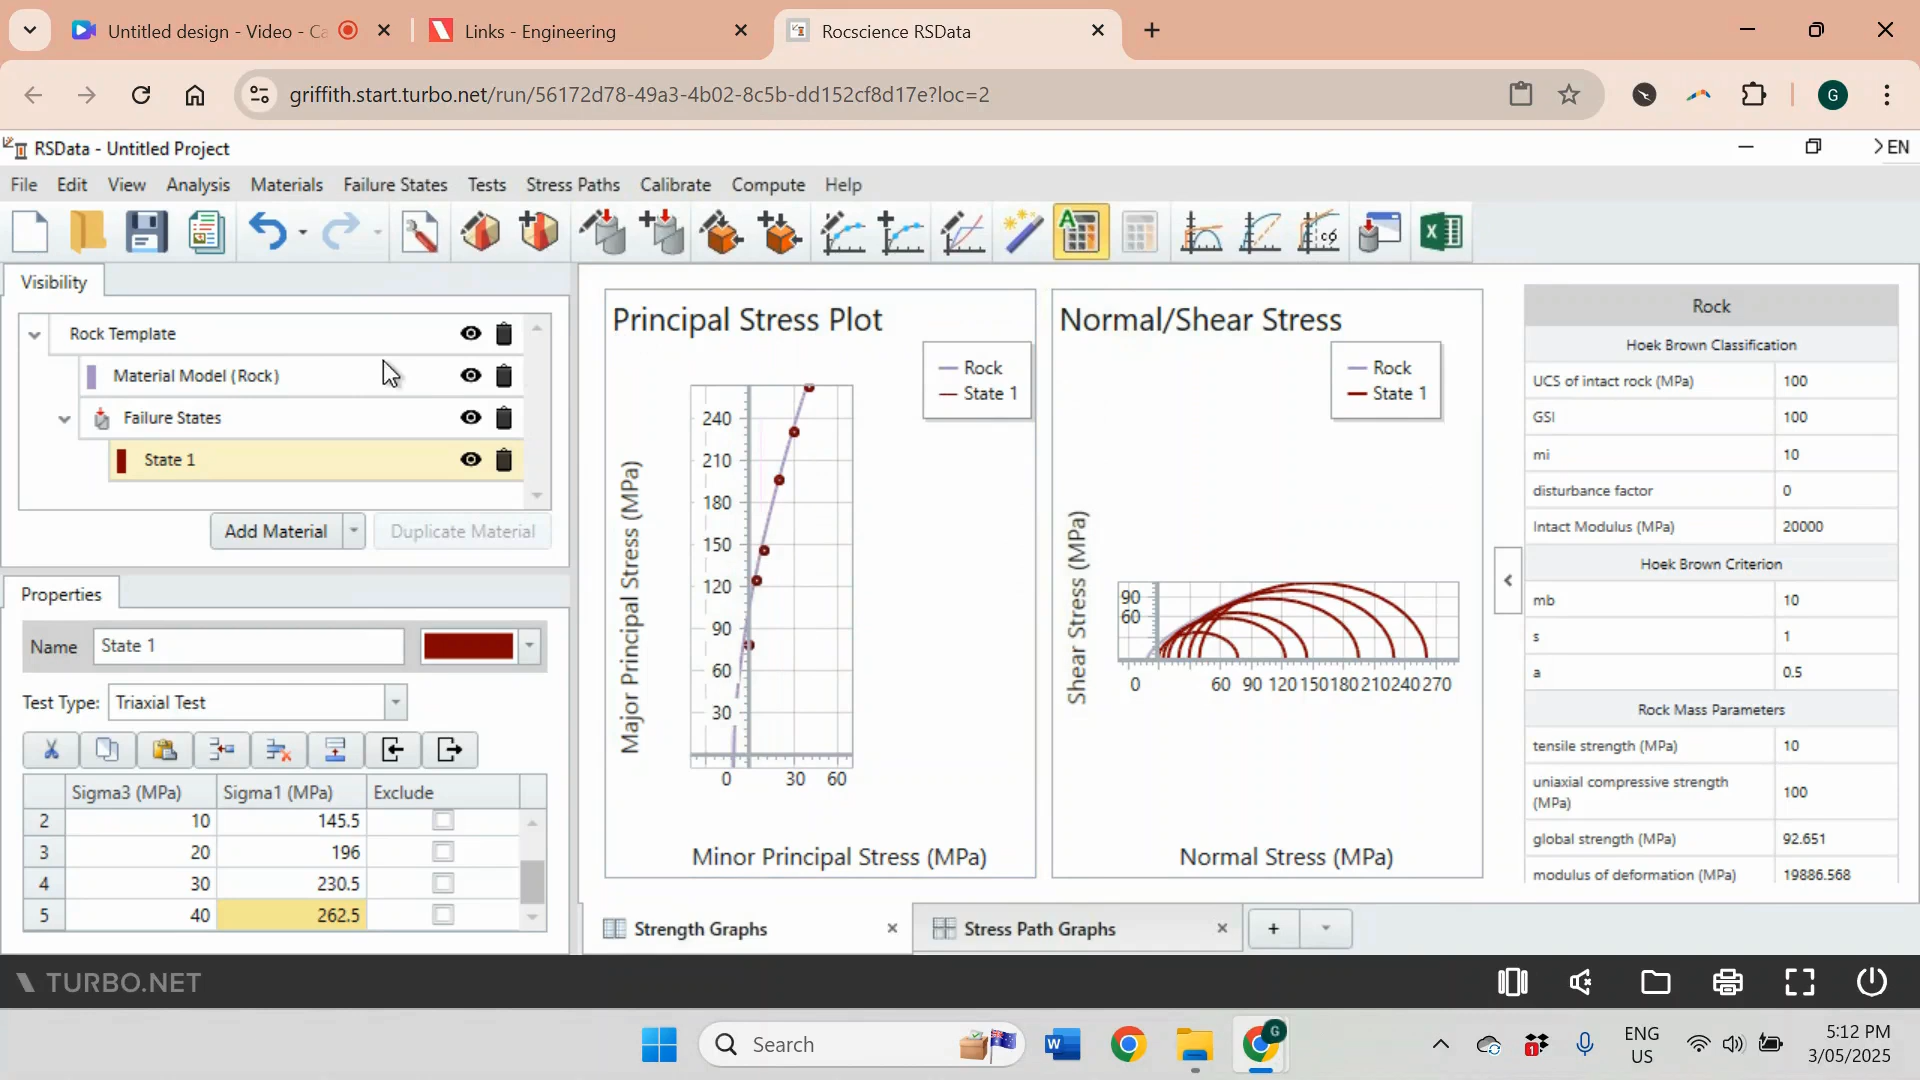 Untitled design - Video - Ca
Links - Engineering
Rocscience RSData
griffith.start.turbo.net/run/56172d78-49a3-4b02-8c5b-dd152cf8d17e?loc=2
G
RSData - Untitled Project
EN
File Edit View Analysis Materials Failure States Tests Stress Paths Calibrate Compute Help
Visibility
Rock Template
Material Model (Rock)
Failure States
State 1
Add Material
Duplicate Material
Properties
Name State 1
Test Type: Triaxial Test
Sigma3 (MPa) Sigma1 (MPa) Exclude
2 10 145.5
3 20 196
4 30 230.5
5 40 262.5
Principal Stress Plot
Rock
State 1
Major Principal Stress (MPa)
240
210
180
150
120
90
60
30
0 30 60
Minor Principal Stress (MPa)
Normal/Shear Stress
Rock
State 1
Shear Stress (MPa)
90
60
0 60 90 120 150 180 210 240 270
Normal Stress (MPa)
Rock
Hoek Brown Classification
UCS of intact rock (MPa) 100
GSI 100
mi 10
disturbance factor 0
Intact Modulus (MPa) 20000
Hoek Brown Criterion
mb 10
s 1
a 0.5
Rock Mass Parameters
tensile strength (MPa) 10
uniaxial compressive strength (MPa) 100
global strength (MPa) 92.651
modulus of deformation (MPa) 19886.568
Strength Graphs
Stress Path Graphs
TURBO.NET
Search
ENG
US
5:12 PM
3/05/2025